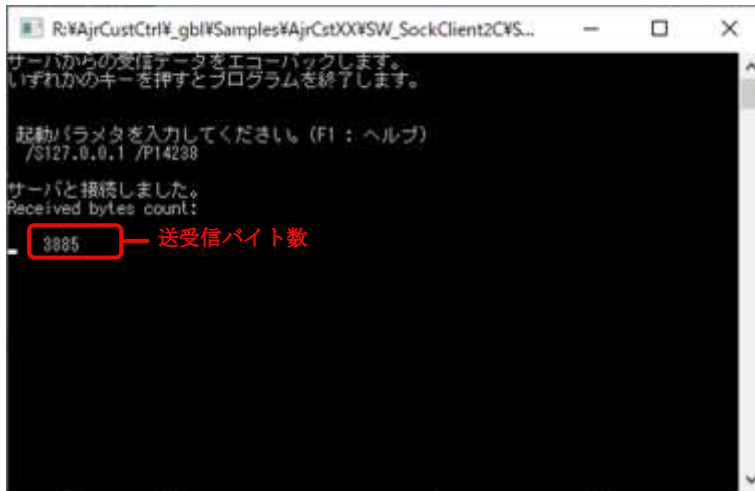 R:¥AjrCustCtrl¥_gbl¥Samples¥AjrCstXX¥SW_SockClient2C¥S...
サーバからの受信データをエコーバックします。
いずれかのキーを押すとプログラムを終了します。
起動パラメタを入力してください。(F1 : ヘルプ)
/S127.0.0.1 /P14238
サーバと接続しました。
Received bytes count:
3885
送受信バイト数